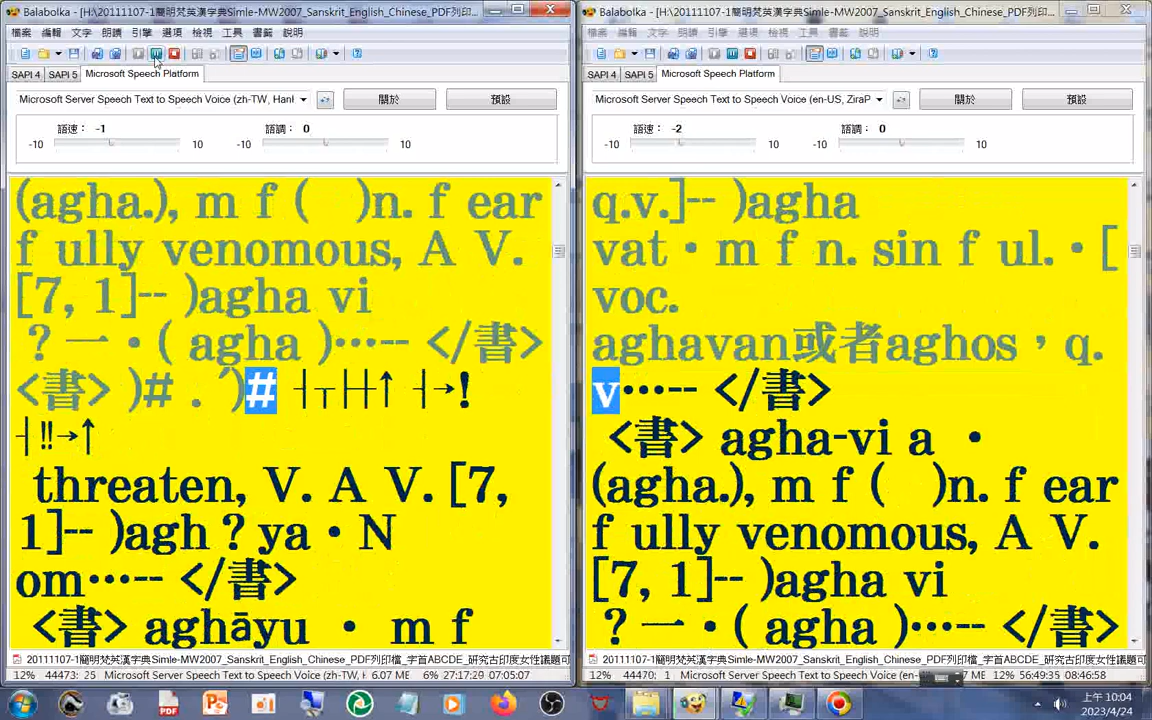 Balabolka - [H:\20111107-1簡明梵英漢字典Simle-MW2007_Sanskrit_English_Chinese_PDF列印...
檔案 編輯 文字 朗讀 引擎 選項 檢視 工具 書籤 說明
SAPI 4 SAPI 5 Microsoft Speech Platform
Microsoft Server Speech Text to Speech Voice (zh-TW, Hanl
關於 預設
語速: -1 語調: 0
-10 10 -10 10
(agha.), m f ( )n. f ear
f ully venomous, A V.
[7, 1]-- )agha vi
?一‧( agha )…-- </書>
<書> )# . ˊ)# ┤┬├┼↑ ┤→!
┤‼→↑
threaten, V. A V. [7,
1]-- )agh?ya‧N
om…-- </書>
<書> aghāyu ‧ m f
20111107-1簡明梵英漢字典Simle-MW2007_Sanskrit_English_Chinese_PDF列印檔_字首ABCDE_研究古印度女性議題可
12% 44473: 25 Microsoft Server Speech Text to Speech Voice (zh-TW, 6.07 ME 6% 27:17:29 07:05:07
Balabolka - [H:\20111107-1簡明梵英漢字典Simle-MW2007_Sanskrit_English_Chinese_PDF列印...
檔案 編輯 文字 朗讀 引擎 選項 檢視 工具 書籤 說明
SAPI 4 SAPI 5 Microsoft Speech Platform
Microsoft Server Speech Text to Speech Voice (en-US, ZiraP
關於 預設
語速: -2 語調: 0
-10 10 -10 10
q.v.]-- )agha
vat‧m f n. sin f ul.‧[
voc.
aghavan或者aghos,q.
v…-- </書>
<書> agha-vi a ‧
(agha.), m f ( )n. f ear
f ully venomous, A V.
[7, 1]-- )agha vi
?一‧( agha )…-- </書>
20111107-1簡明梵英漢字典Simle-MW2007_Sanskrit_English_Chinese_PDF列印檔_字首ABCDE_研究古印度女性議題可
12% 44470: 1 Microsoft Server Speech Text to Speech Voice (en-U 12% 56:49:35 08:46:58
上午 10:04
2023/4/24